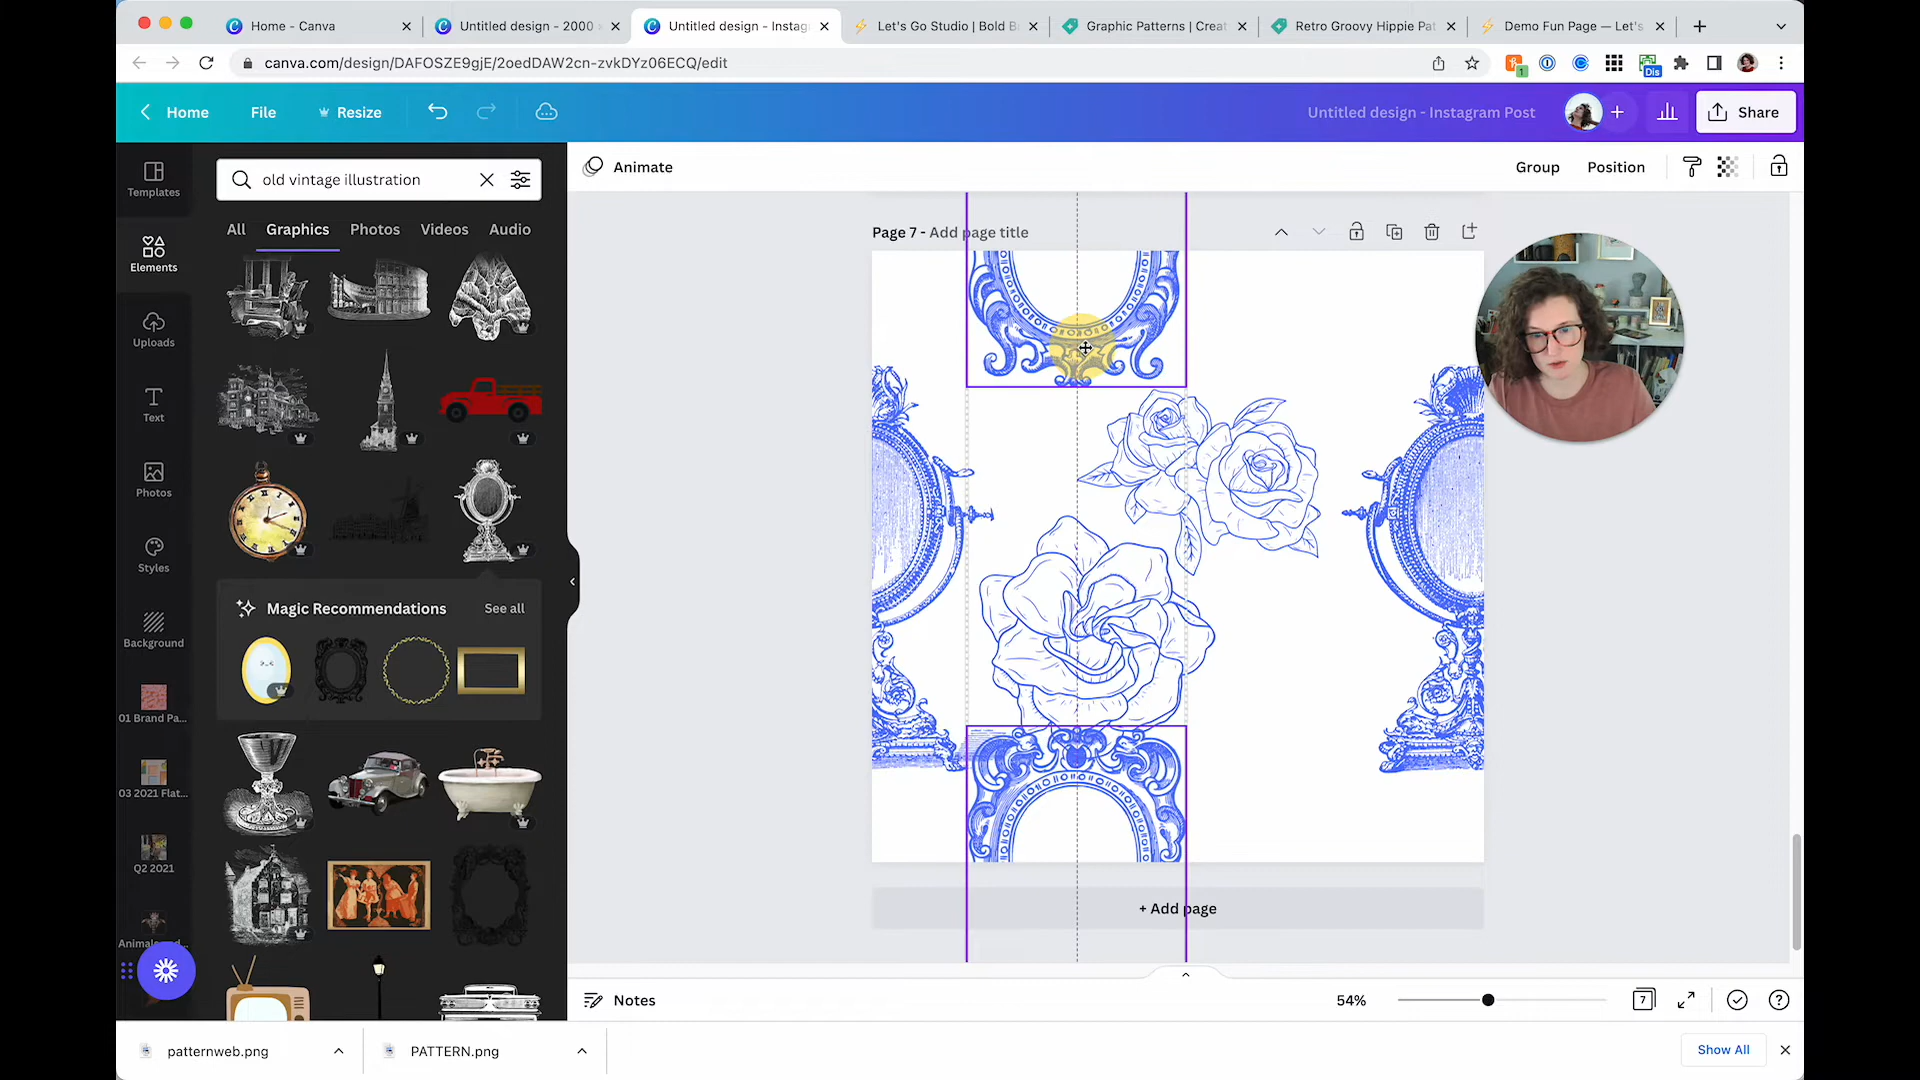 Home - Canva
Untitled design - 2000
Untitled design - Instag
Let's Go Studio | Bold B
Graphic Patterns | Creat
Retro Groovy Hippie Pat
Demo Fun Page — Let's
canva.com/design/DAFOSZE9gjE/2oedDAW2cn-zvkDYz06ECQ/edit
1
Dis
Home
File
Resize
Untitled design - Instagram Post
Share
Templates
old vintage illustration
Animate
Group
Position
All
Graphics
Photos
Videos
Audio
Page 7 - Add page title
Elements
Uploads
Text
Photos
Styles
Magic Recommendations
See all
Background
01 Brand Pa...
03 2021 Flat...
Q2 2021
+ Add page
Notes
54%
7
patternweb.png
PATTERN.png
Show All